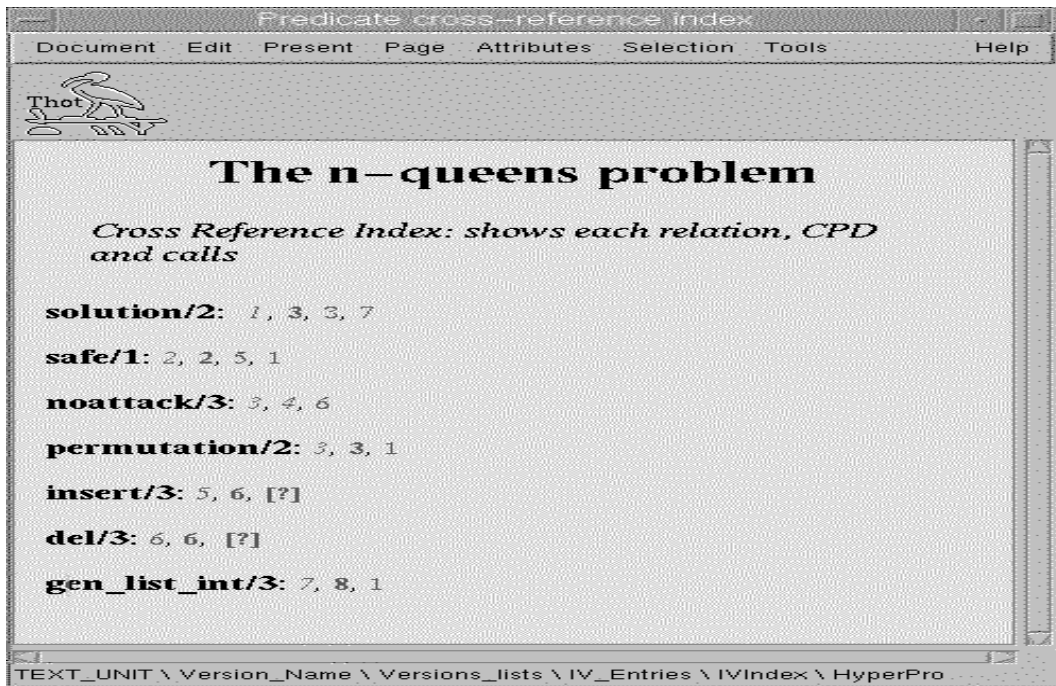 Predicate cross-reference index
Document Edit Present Page Attributes Selection Tools Help
Thot
The n-queens problem
Cross Reference Index: shows each relation, CPD
and calls
solution/2: 1, 3, 3, 7
safe/1: 2, 2, 5, 1
noattack/3: 3, 4, 6
permutation/2: 3, 3, 1
insert/3: 5, 6, [?]
del/3: 6, 6, [?]
gen_list_int/3: 7, 8, 1
TEXT_UNIT \ Version_Name \ Versions_lists \ IV_Entries \ IVIndex \ HyperPro